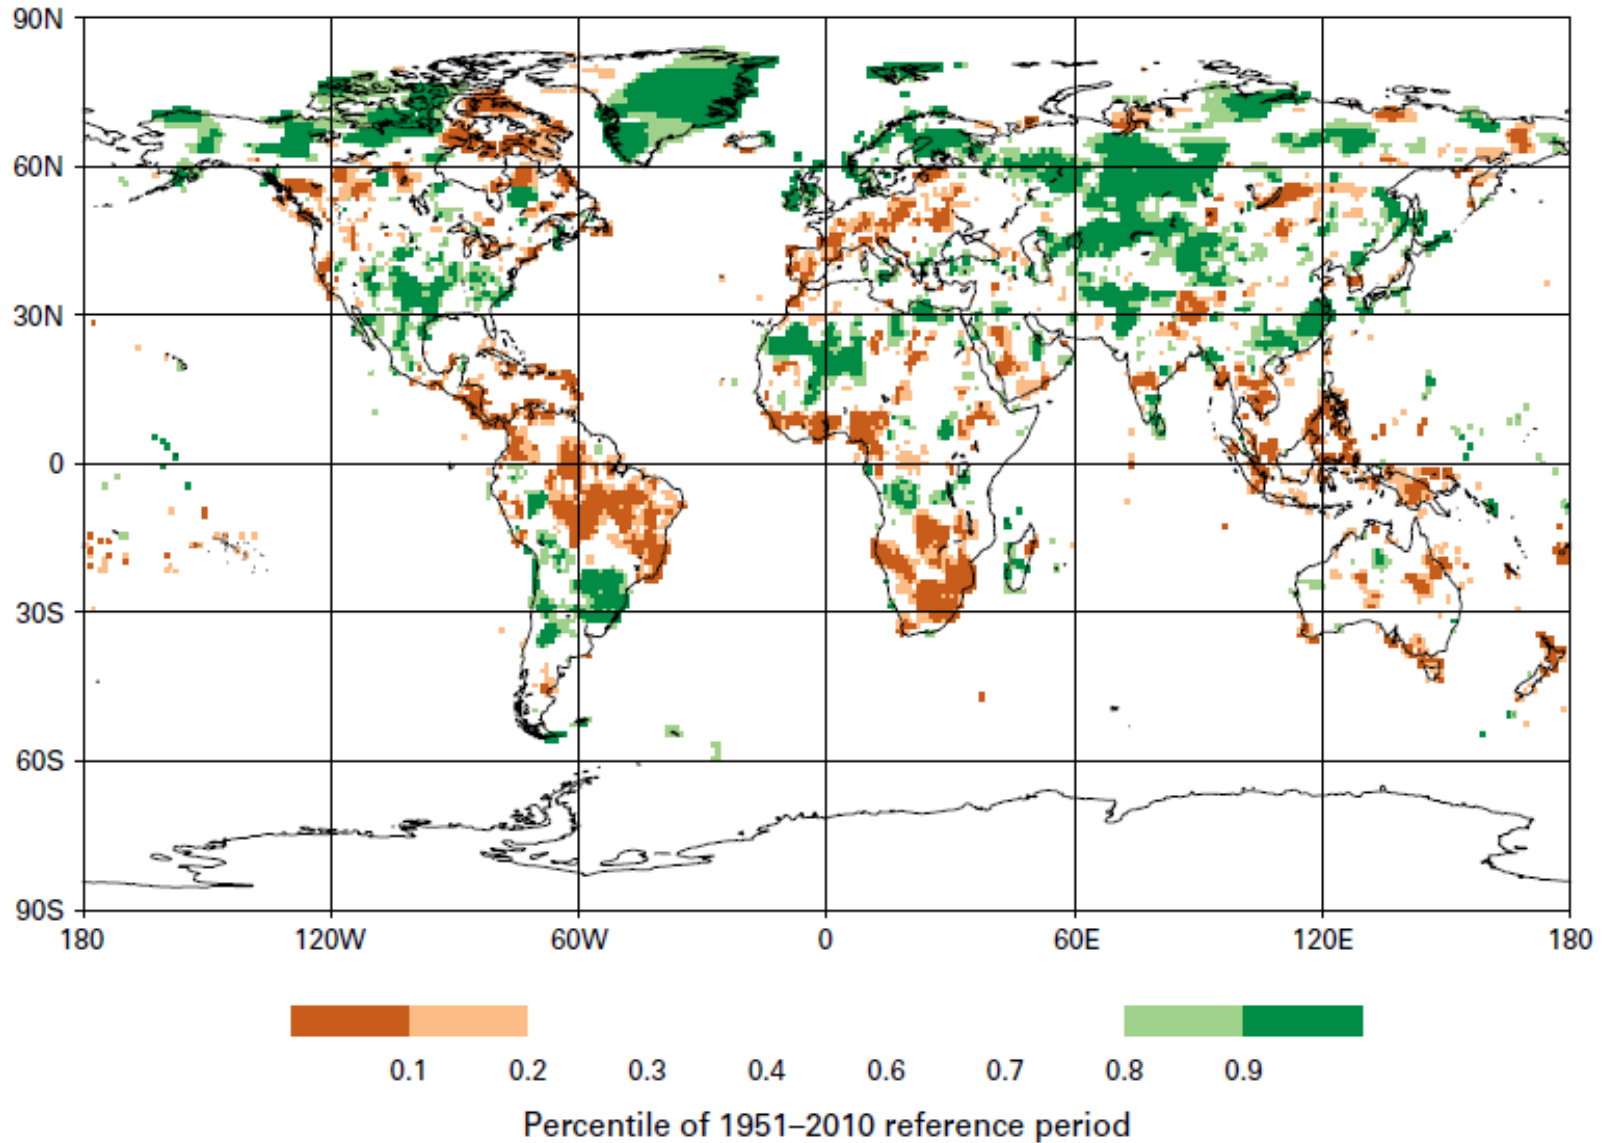 90N
60N
30N
0
30S
60S
90S
180 120W 60W 0 60E 120E 180
0.1 0.2 0.3 0.4 0.6 0.7 0.8 0.9
Percentile of 1951–2010 reference period